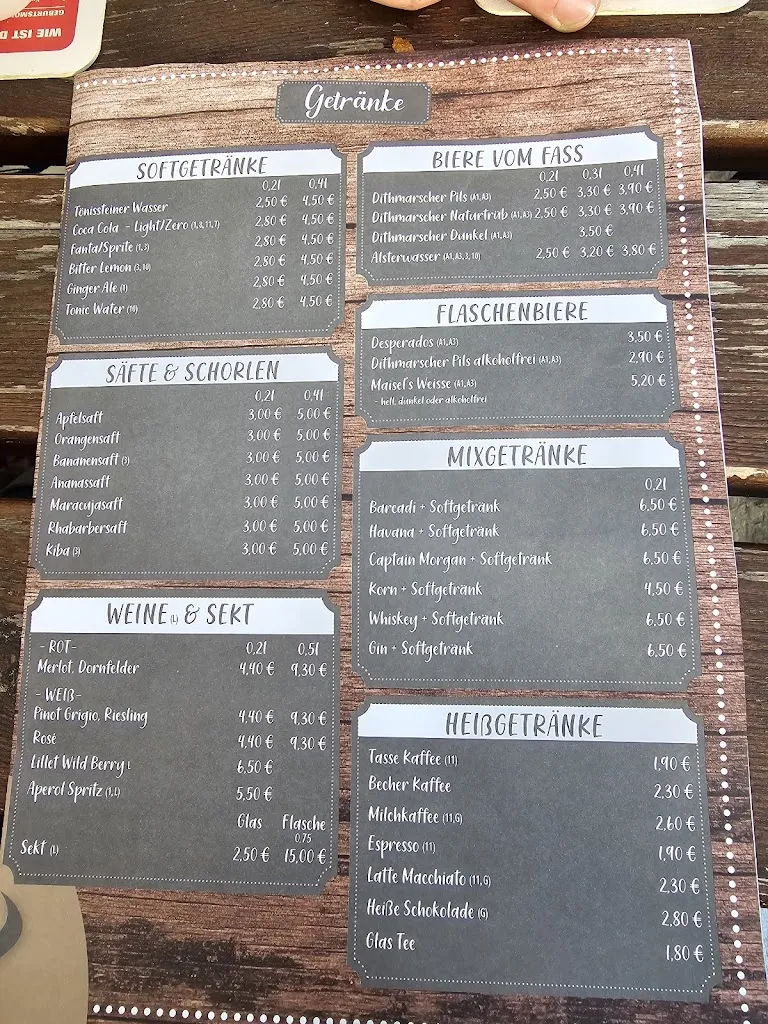 WIE IST D
GEBURTSMO
Getränke
SOFTGETRÄNKE
0,2l 0,4l
Tönissteiner Wasser 2,50 € 4,50 €
Coca Cola - Light/Zero (1, 8, 11, 7) 2,80 € 4,50 €
Fanta/Sprite (1, 3) 2,80 € 4,50 €
Bitter Lemon (3, 10) 2,80 € 4,50 €
Ginger Ale (1) 2,80 € 4,50 €
Tonic Water (10) 2,80 € 4,50 €
SÄFTE & SCHORLEN
0,2l 0,4l
Apfelsaft 3,00 € 5,00 €
Orangensaft 3,00 € 5,00 €
Bananensaft (3) 3,00 € 5,00 €
Ananassaft 3,00 € 5,00 €
Maracujasaft 3,00 € 5,00 €
Rhabarbersaft 3,00 € 5,00 €
Kiba (3) 3,00 € 5,00 €
WEINE (L) & SEKT
- ROT- 0,2l 0,5l
Merlot, Dornfelder 4,40 € 9,30 €
- WEIß-
Pinot Grigio, Riesling 4,40 € 9,30 €
Rosé 4,40 € 9,30 €
Lillet Wild Berry L 6,50 €
Aperol Spritz (1, L) 5,50 €
Glas Flasche
0,75
Sekt (L) 2,50 € 15,00 €
BIERE VOM FASS
0,2l 0,3l 0,4l
Dithmarscher Pils (A1, A3) 2,50 € 3,30 € 3,90 €
Dithmarscher Naturtrüb (A1, A3) 2,50 € 3,30 € 3,90 €
Dithmarscher Dunkel (A1, A3) 3,50 €
Alsterwasser (A1, A3, 3, 10) 2,50 € 3,20 € 3,80 €
FLASCHENBIERE
Desperados (A1, A3) 3,50 €
Dithmarscher Pils alkoholfrei (A1, A3) 2,90 €
Maisel's Weisse (A1, A3) 5,20 €
- hell, dunkel oder alkoholfrei
MIXGETRÄNKE
0,2l
Barcadi + Softgetränk 6,50 €
Havana + Softgetränk 6,50 €
Captain Morgan + Softgetränk 6,50 €
Korn + Softgetränk 4,50 €
Whiskey + Softgetränk 6,50 €
Gin + Softgetränk 6,50 €
HEIßGETRÄNKE
Tasse Kaffee (11) 1,90 €
Becher Kaffee 2,30 €
Milchkaffee (11, G) 2,60 €
Espresso (11) 1,90 €
Latte Macchiato (11, G) 2,30 €
Heiße Schokolade (G) 2,80 €
Glas Tee 1,80 €